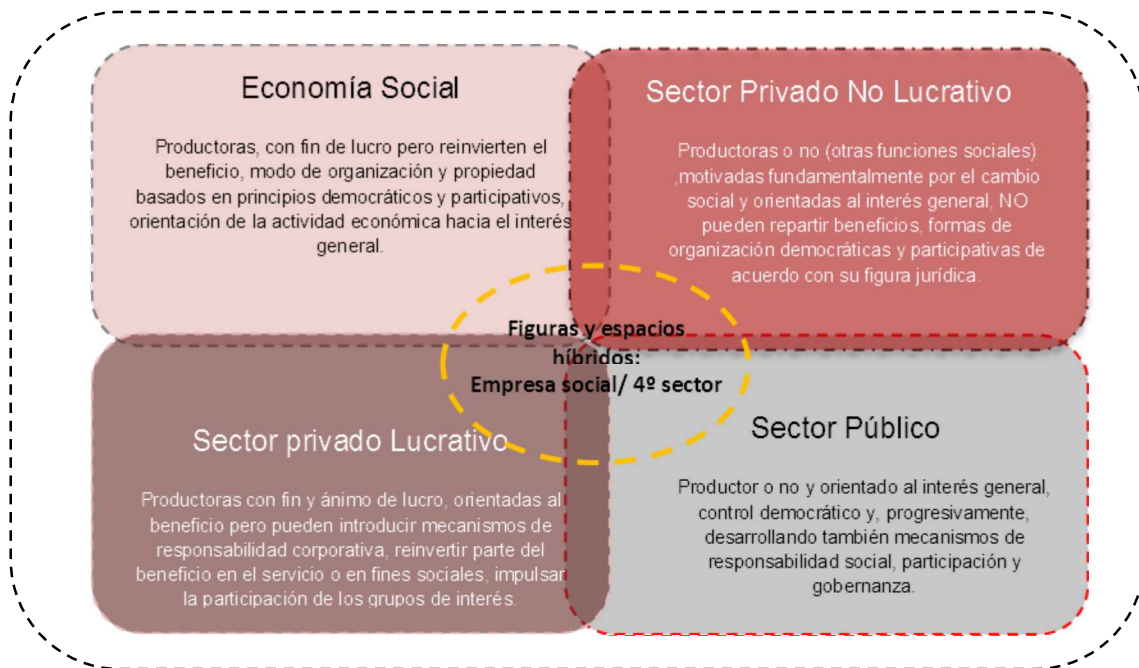 Economía Social
Productoras, con fin de lucro pero reinvierten el
beneficio, modo de organización y propiedad
basados en principios democráticos y participativos,
orientación de la actividad económica hacia el interés
general.
Sector Privado No Lucrativo
Productoras o no (otras funciones sociales)
,motivadas fundamentalmente por el cambio
social y orientadas al interés general, NO
pueden repartir beneficios, formas de
organización democráticas y participativas de
acuerdo con su figura jurídica.
Figuras y espacios
híbridos:
Empresa social/ 4º sector
Sector privado Lucrativo
Productoras con fin y ánimo de lucro, orientadas al
beneficio pero pueden introducir mecanismos de
responsabilidad corporativa, reinvertir parte del
beneficio en el servicio o en fines sociales, impulsar
la participación de los grupos de interés.
Sector Público
Productor o no y orientado al interés general,
control democrático y, progresivamente,
desarrollando también mecanismos de
responsabilidad social, participación y
gobernanza.